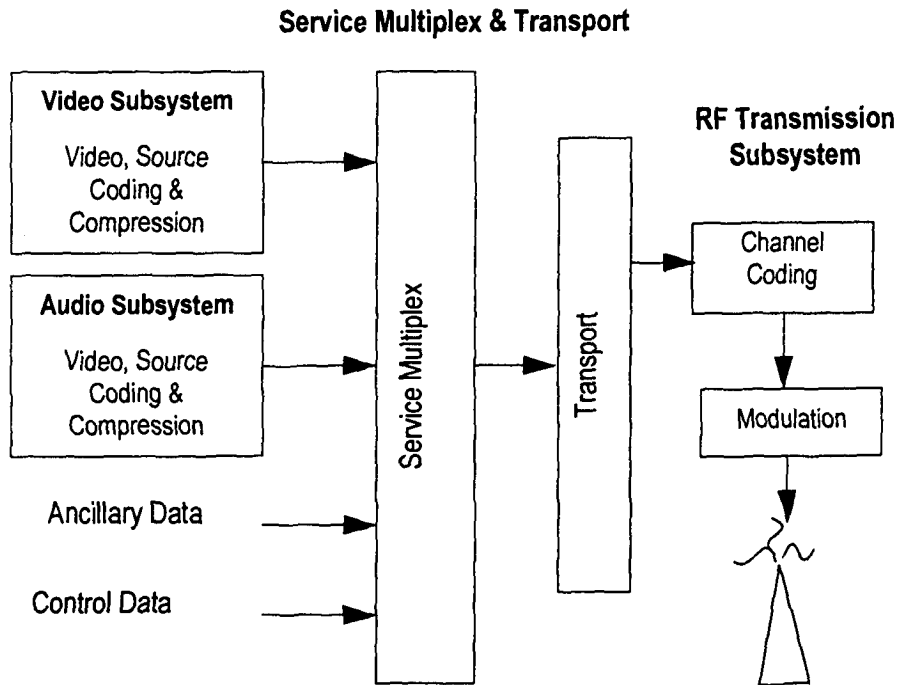 Service Multiplex & Transport
Video Subsystem
Video, Source
Coding &
Compression
Audio Subsystem
Video, Source
Coding &
Compression
Ancillary Data
Control Data
Service Multiplex
Transport
RF Transmission
Subsystem
Channel
Coding
Modulation